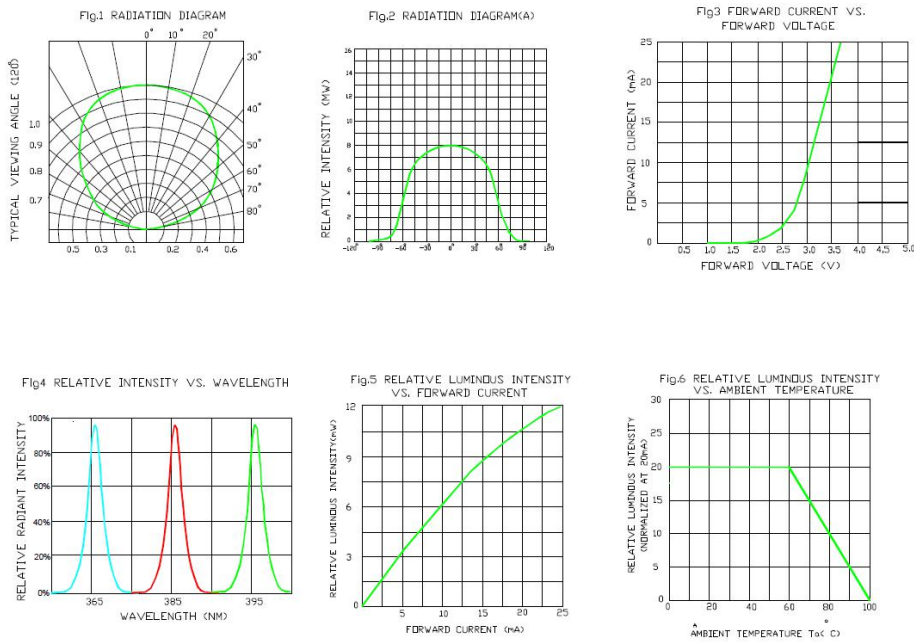 Fig.1 RADIATION DIAGRAM
0° 10° 20°
30°
40°
50°
60°
70°
80°
1.0
0.9
0.8
0.7
0.5 0.3 0.1 0.2 0.4 0.6
TYPICAL VIEWING ANGLE (120°)
Fig.2 RADIATION DIAGRAM(A)
RELATIVE INTENSITY (MW)
16
14
12
10
8
6
4
2
0
-120° -90° -60° -30° 0° 30° 60° 90° 120
Fig3 FORWARD CURRENT VS.
FORWARD VOLTAGE
FORWARD CURRENT (mA)
25
20
10
5
0
0.5 1.0 1.5 2.0 2.5 3.0 3.5 4.0 4.5 5.0
FORWARD VOLTAGE (V)
Fig4 RELATIVE INTENSITY VS. WAVELENGTH
RELATIVE RADIANT INTENSITY
100%
80%
60%
40%
20%
0%
365 385 395
WAVELENGTH (NM)
Fig.5 RELATIVE LUMINOUS INTENSITY
VS. FORWARD CURRENT
RELATIVE LUMINOUS INTENSITY(mW)
12
9
6
3
0
5 10 15 20 25
FORWARD CURRENT (mA)
Fig.6 RELATIVE LUMINOUS INTENSITY
VS. AMBIENT TEMPERATURE
RELATIVE LUMINOUS INTENSITY
(NORMALIZED AT 20mA)
30
20
20
10
5
0
0 20 40 60 80 100
AMBIENT TEMPERATURE Ta(°C)